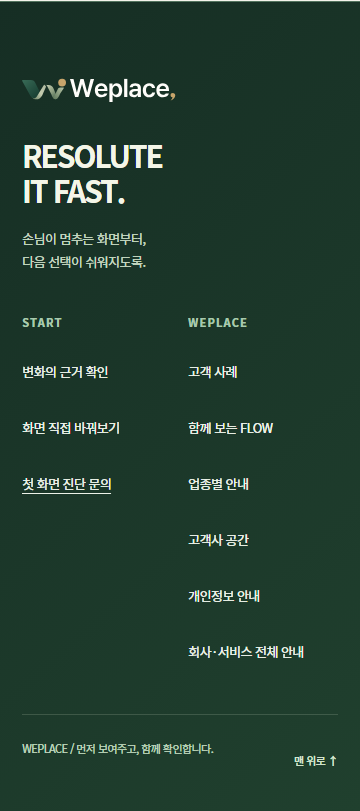 Weplace,
RESOLUTE
IT FAST.
손님이 멈추는 화면부터,
다음 선택이 쉬워지도록.
START
변화의 근거 확인
화면 직접 바꿔보기
첫 화면 진단 문의
WEPLACE
고객 사례
함께 보는 FLOW
업종별 안내
고객사 공간
개인정보 안내
회사·서비스 전체 안내
WEPLACE / 먼저 보여주고, 함께 확인합니다.
맨 위로 ↑